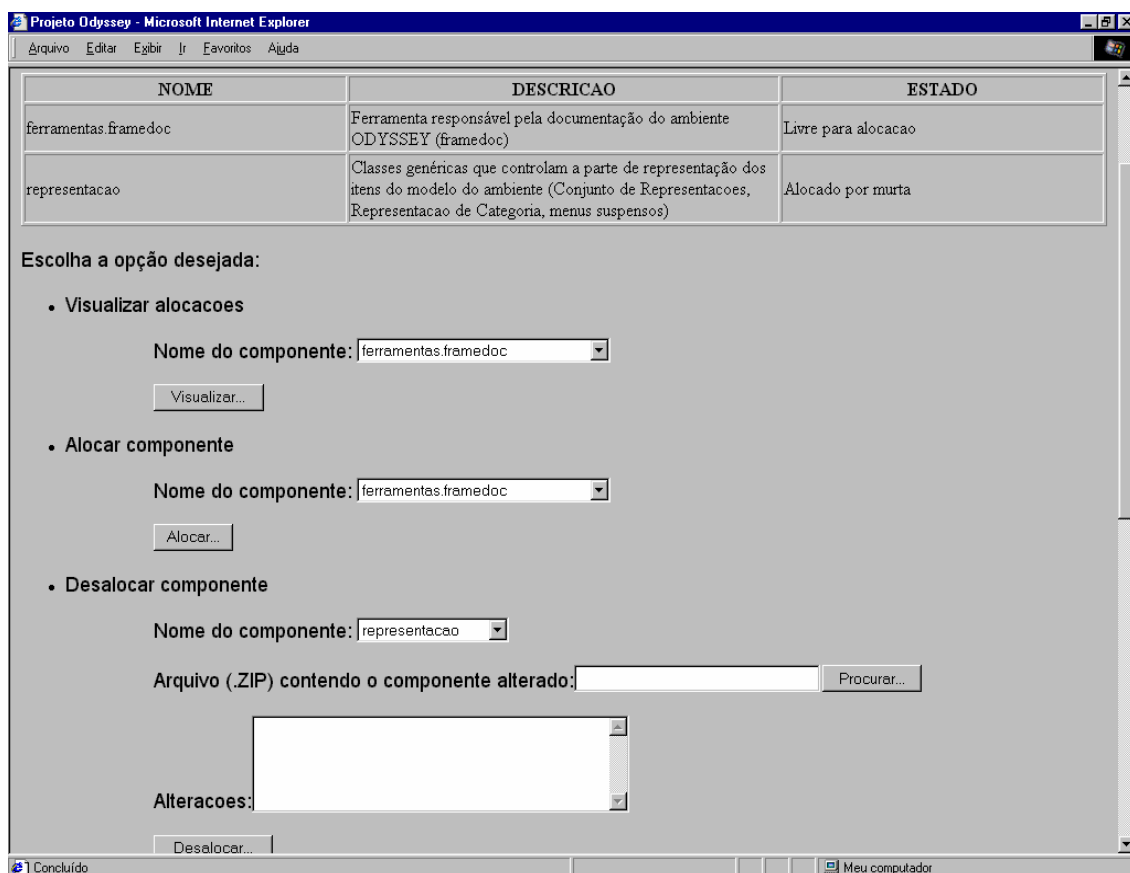 Projeto Odyssey - Microsoft Internet Explorer
Arquivo Editar Exibir Ir Favoritos Ajuda
NOME DESCRICAO ESTADO
ferramentas.framedoc
Ferramenta responsável pela documentação do ambiente
ODYSSEY (framedoc)
Livre para alocacao
representacao
Classes genéricas que controlam a parte de representação dos
itens do modelo do ambiente (Conjunto de Representacoes,
Representacao de Categoria, menus suspensos)
Alocado por murta
Escolha a opção desejada:
• Visualizar alocacoes
Nome do componente: ferramentas.framedoc
Visualizar...
• Alocar componente
Nome do componente: ferramentas.framedoc
Alocar...
• Desalocar componente
Nome do componente: representacao
Arquivo (.ZIP) contendo o componente alterado: Procurar...
Alteracoes:
Desalocar...
Concluído Meu computador